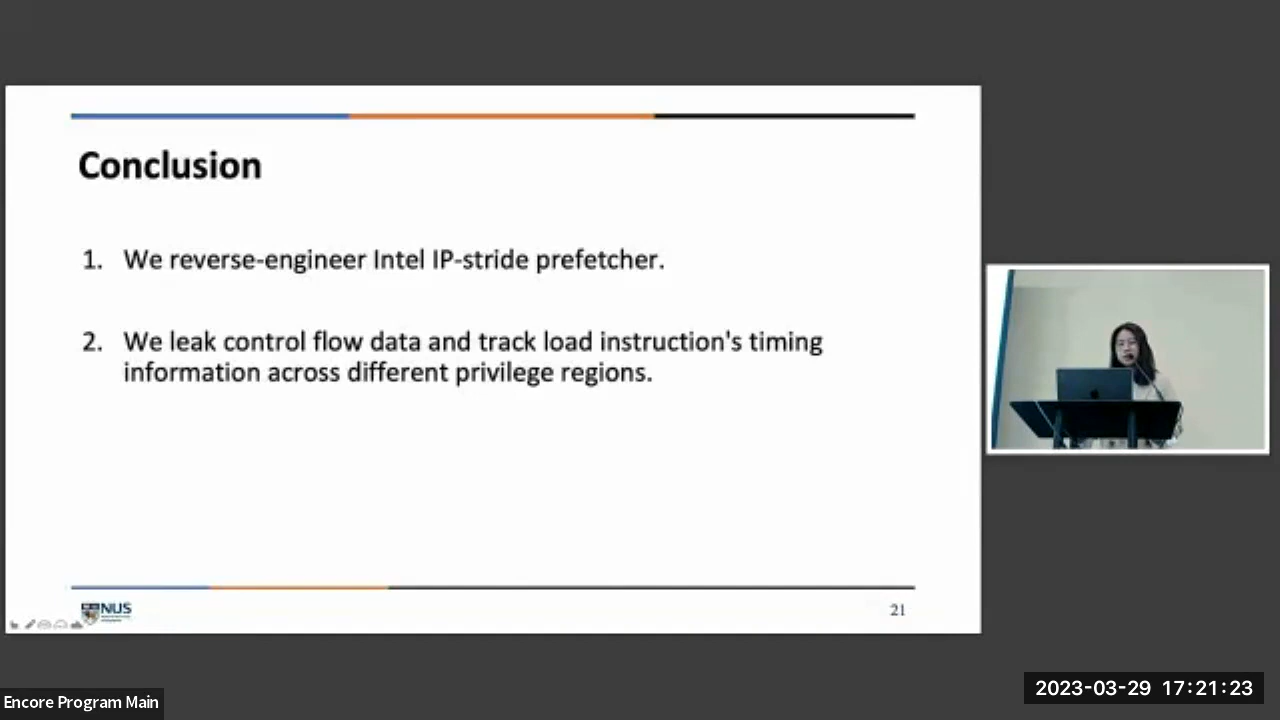 Conclusion
1. We reverse-engineer Intel IP-stride prefetcher.
2. We leak control flow data and track load instruction's timing
information across different privilege regions.
NUS
21
Encore Program Main
2023-03-29 17:21:23